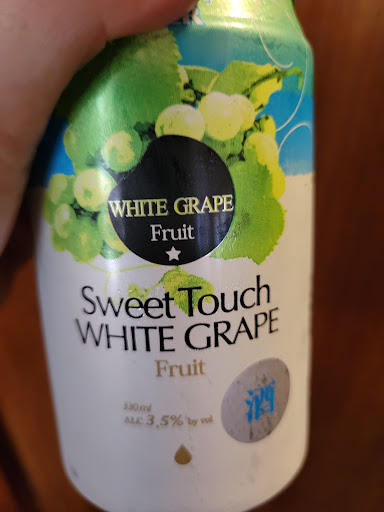 WHITE GRAPE
Fruit
Sweet Touch
WHITE GRAPE
Fruit
酒
330ml
ALC 3,5% by vol